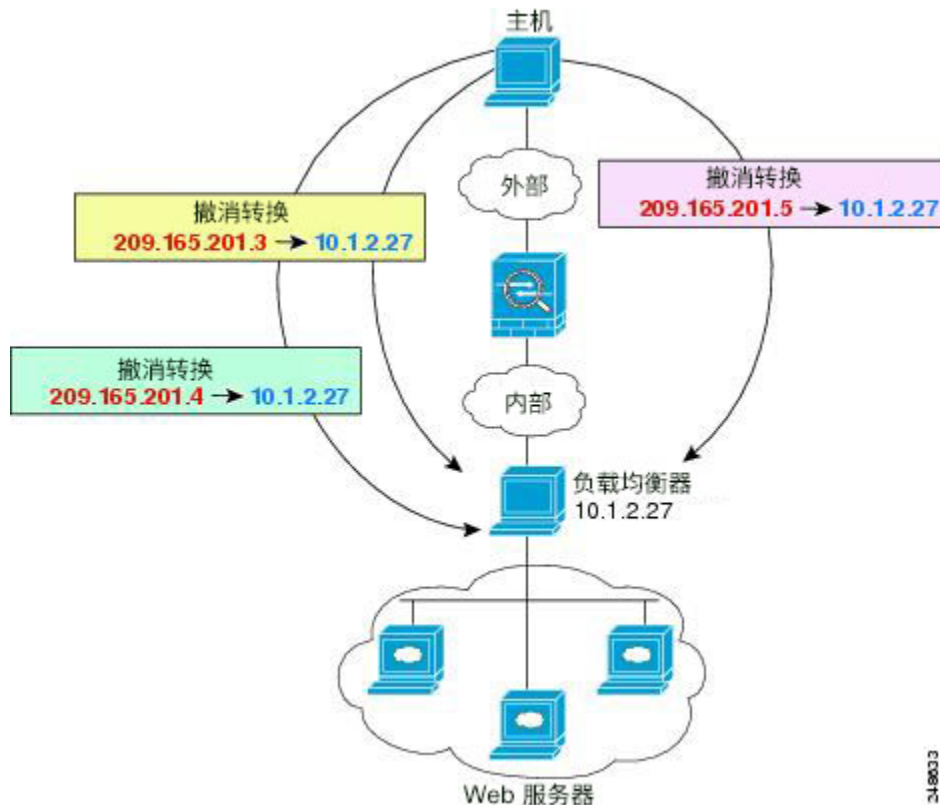 主机
外部
撤消转换
209.165.201.3 → 10.1.2.27
撤消转换
209.165.201.5 → 10.1.2.27
撤消转换
209.165.201.4 → 10.1.2.27
内部
负载均衡器
10.1.2.27
Web 服务器
248633